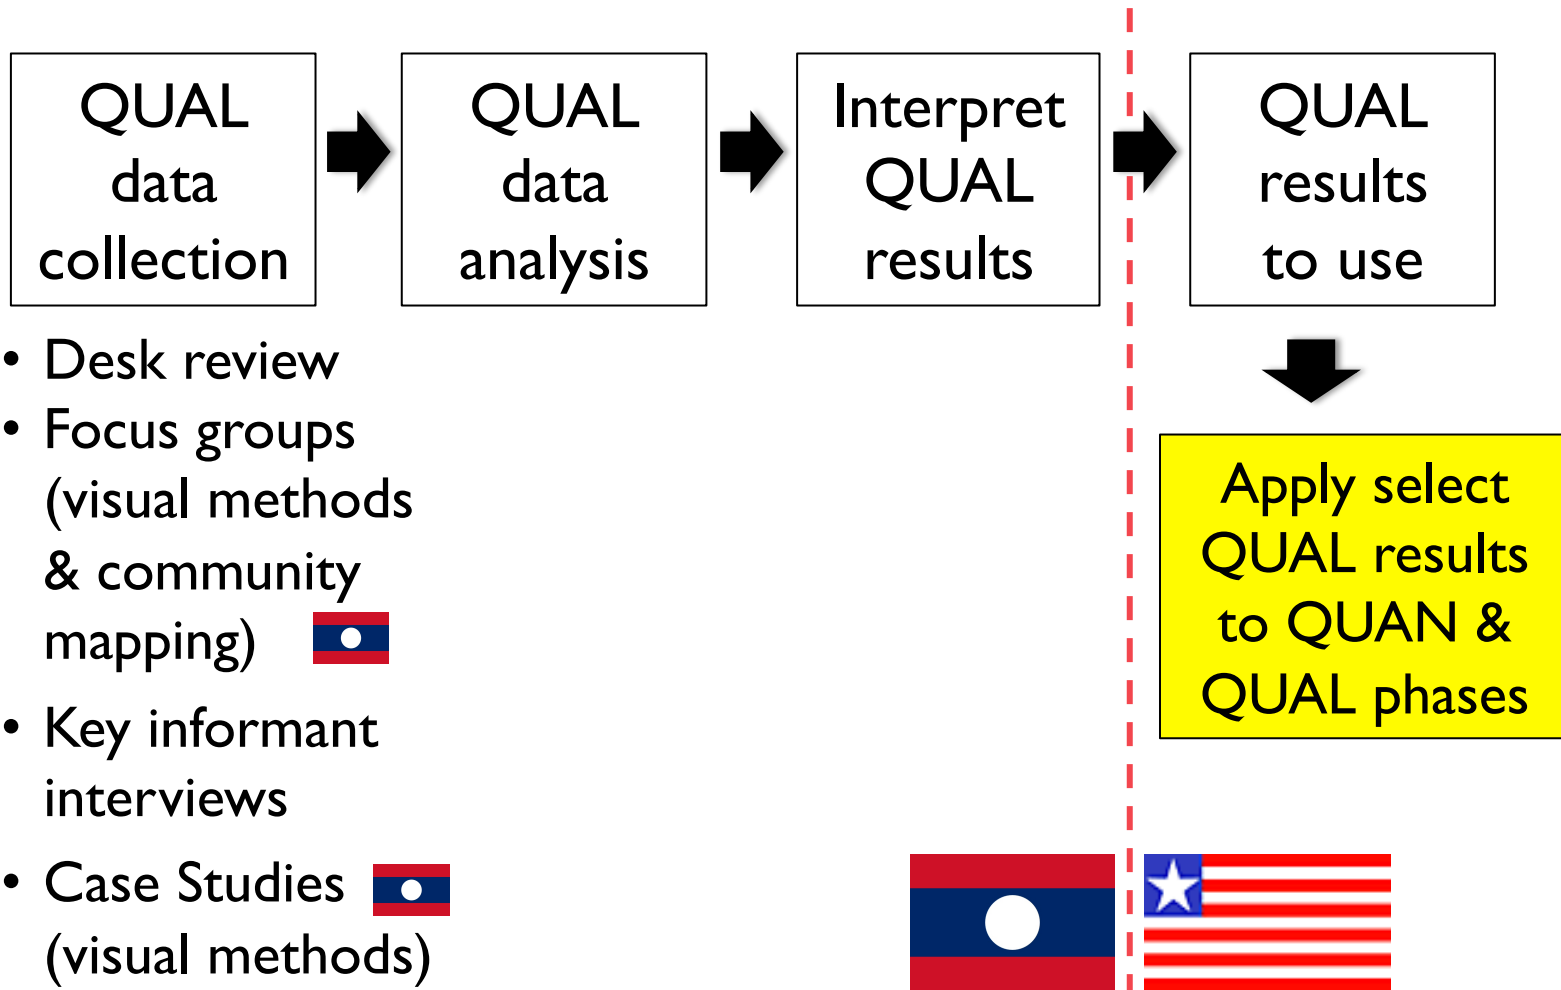 QUAL
data
collection
QUAL
data
analysis
Interpret
QUAL
results
QUAL
results
to use
• Desk review
• Focus groups
(visual methods
& community
mapping)
• Key informant
interviews
• Case Studies
(visual methods)
Apply select
QUAL results
to QUAN &
QUAL phases